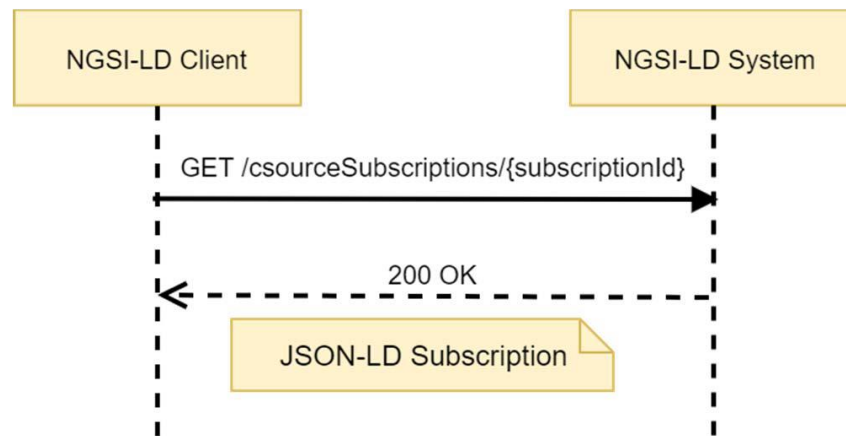 NGSI-LD Client
NGSI-LD System
GET /csourceSubscriptions/{subscriptionId}
200 OK
JSON-LD Subscription